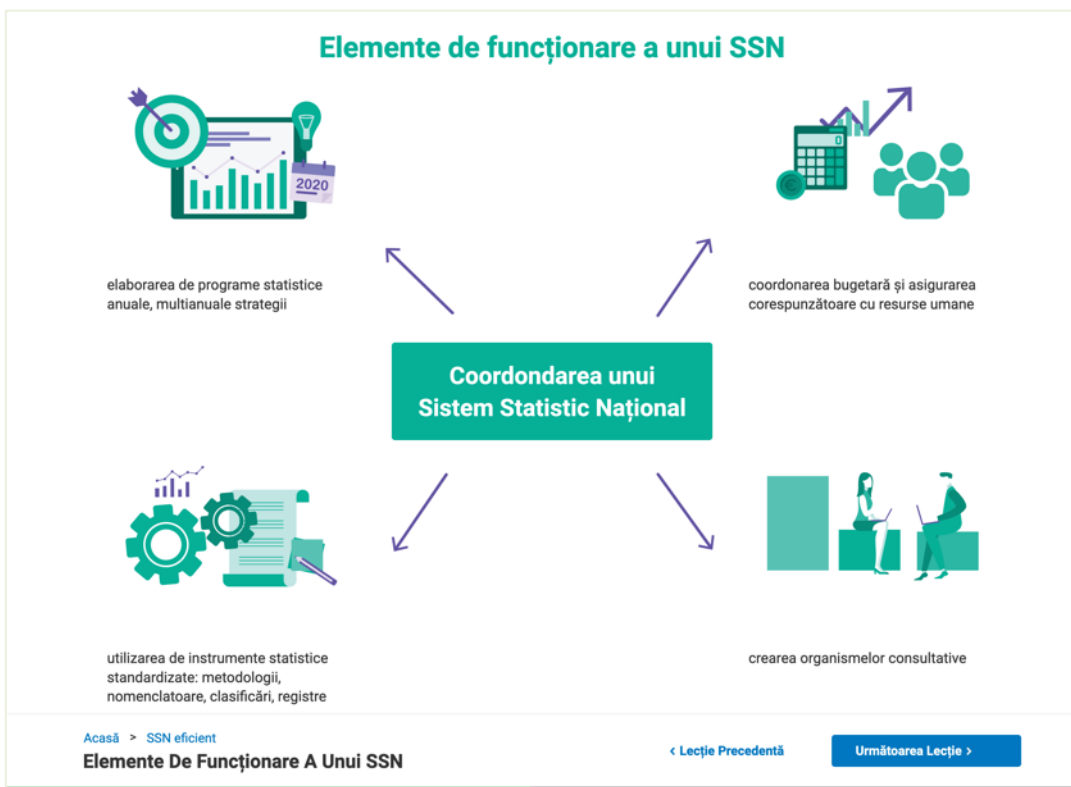 Elemente de funcționare a unui SSN
2020
0
€
elaborarea de programe statistice
anuale, multianuale strategii
coordonarea bugetară și asigurarea
corespunzătoare cu resurse umane
Coordondarea unui
Sistem Statistic Național
utilizarea de instrumente statistice
standardizate: metodologii,
nomenclatoare, clasificări, registre
crearea organismelor consultative
Acasă > SSN eficient
Elemente De Funcționare A Unui SSN
< Lecție Precedentă
Următoarea Lecție >